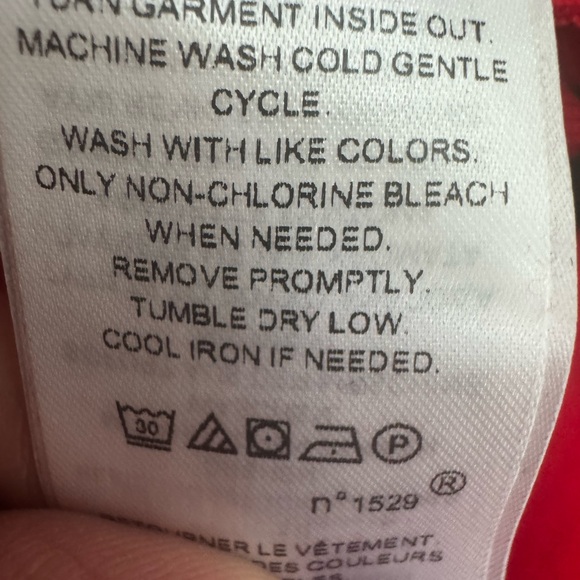 TURN GARMENT INSIDE OUT.
MACHINE WASH COLD GENTLE
CYCLE.
WASH WITH LIKE COLORS.
ONLY NON-CHLORINE BLEACH
WHEN NEEDED.
REMOVE PROMPTLY.
TUMBLE DRY LOW.
COOL IRON IF NEEDED.
30 P
®
n°1529
RETOURNER LE VÊTEMENT.
DES COULEURS